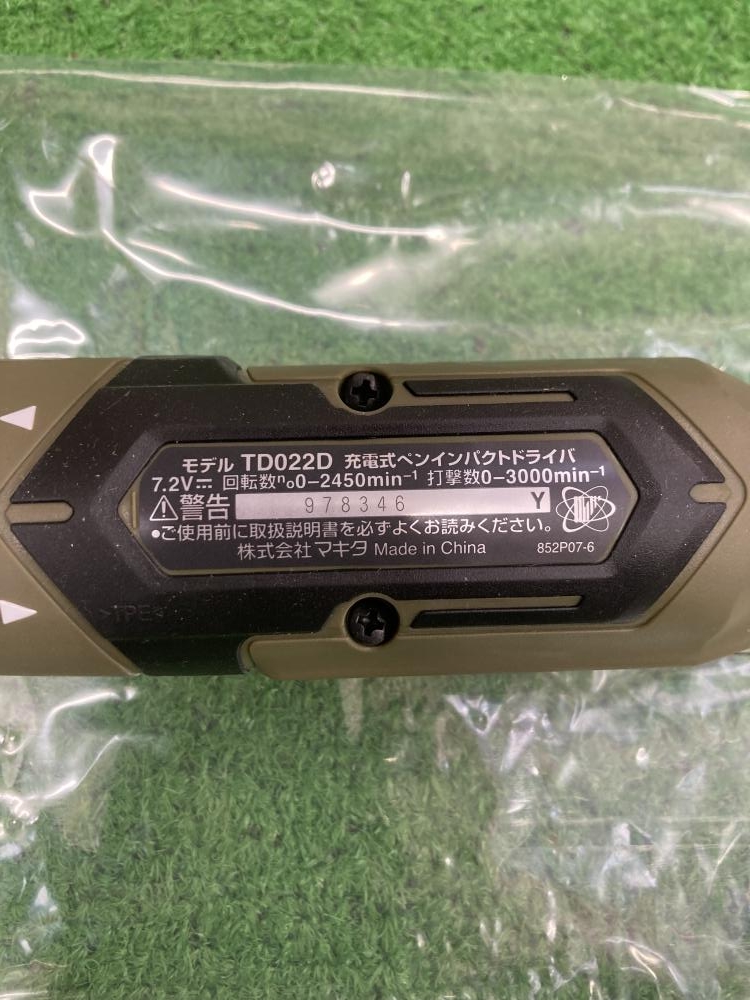 モデル TD022D 充電式ペンインパクトドライバ
7.2V⎓ 回転数n₀0-2450min⁻¹ 打撃数0-3000min⁻¹
⚠警告 978346 Y
•ご使用前に取扱説明書を必ずよくお読みください。
株式会社マキタ Made in China 852P07-6
>TPE<